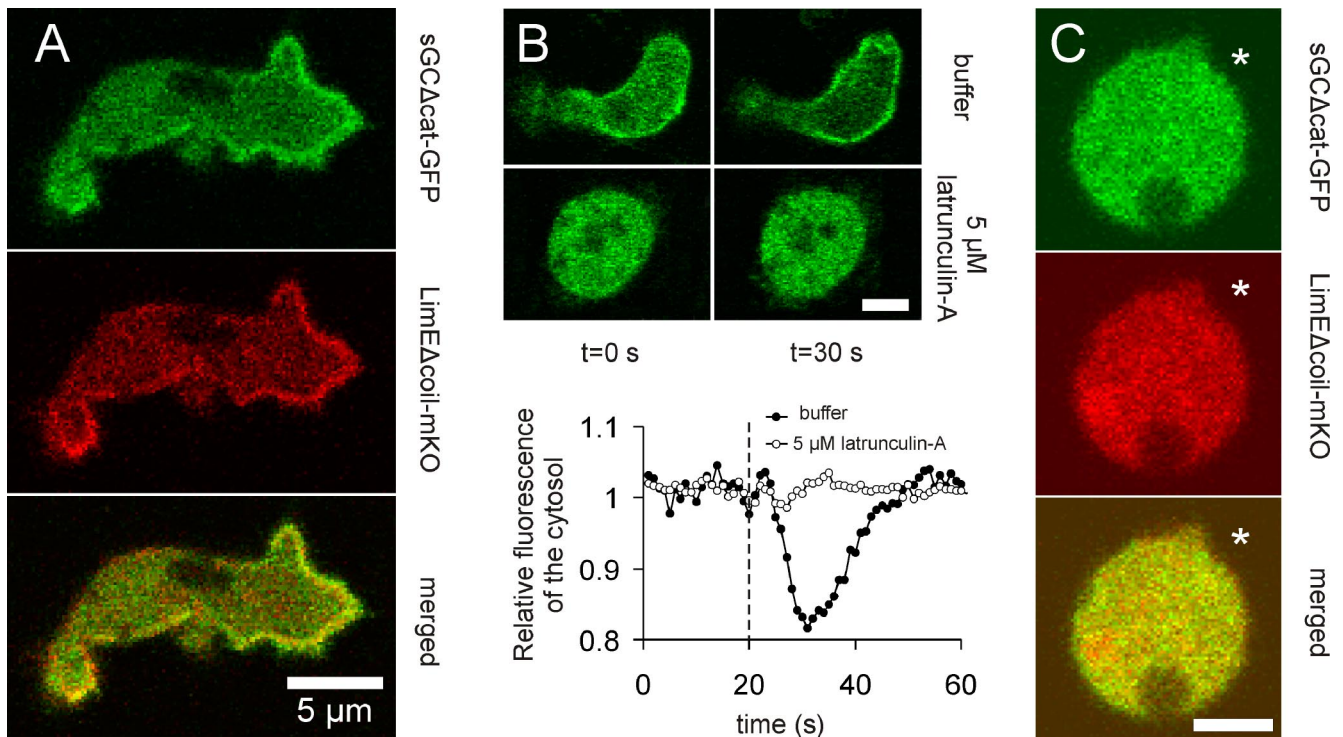 A
sGCΔcat-GFP
LimEΔcoil-mKO
merged
5 µm
B
buffer
5 µM
latrunculin-A
t=0 s
t=30 s
buffer
5 µM latrunculin-A
Relative fluorescence
of the cytosol
1.1
1
0.9
0.8
0
20
40
60
time (s)
C
*
sGCΔcat-GFP
*
LimEΔcoil-mKO
*
merged